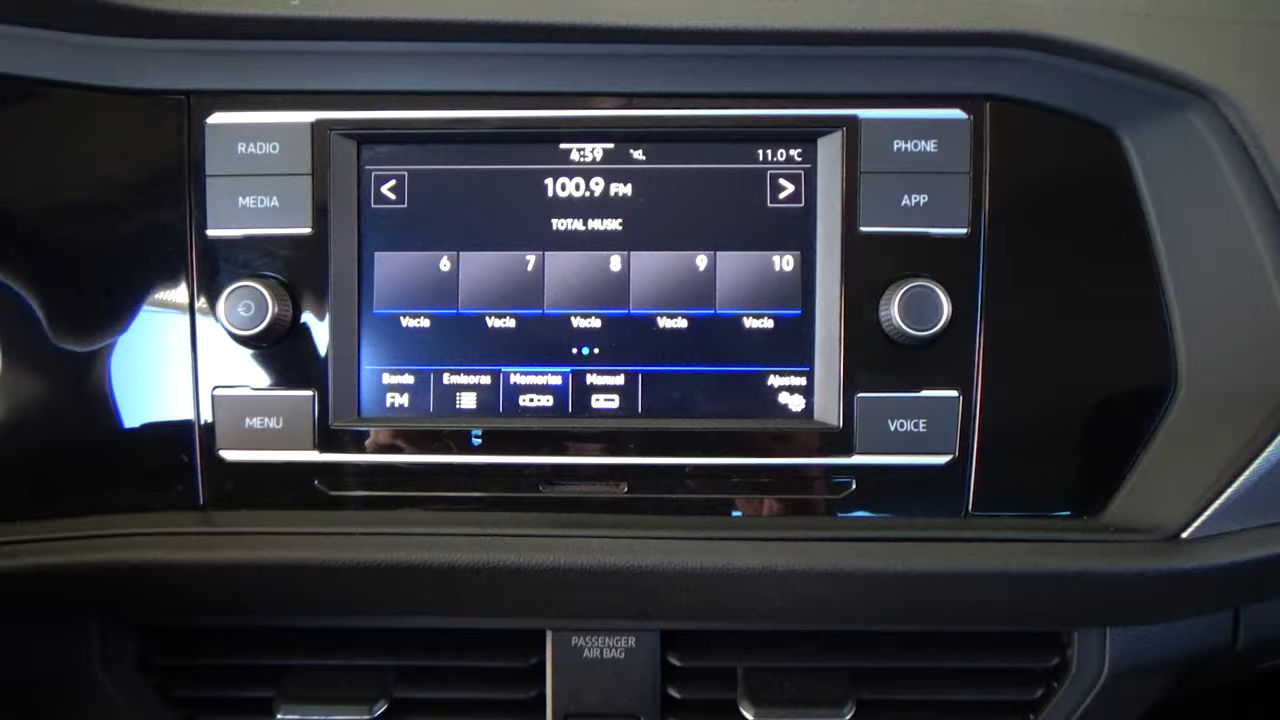 RADIO
MEDIA
MENU
4:59
11.0 °C
<
100.9 FM
>
TOTAL MUSIC
6 7 8 9 10
Vacía Vacía Vacía Vacía Vacía
Banda Emisoras Memorias Manual Ajustes
FM
PHONE
APP
VOICE
PASSENGER
AIR BAG